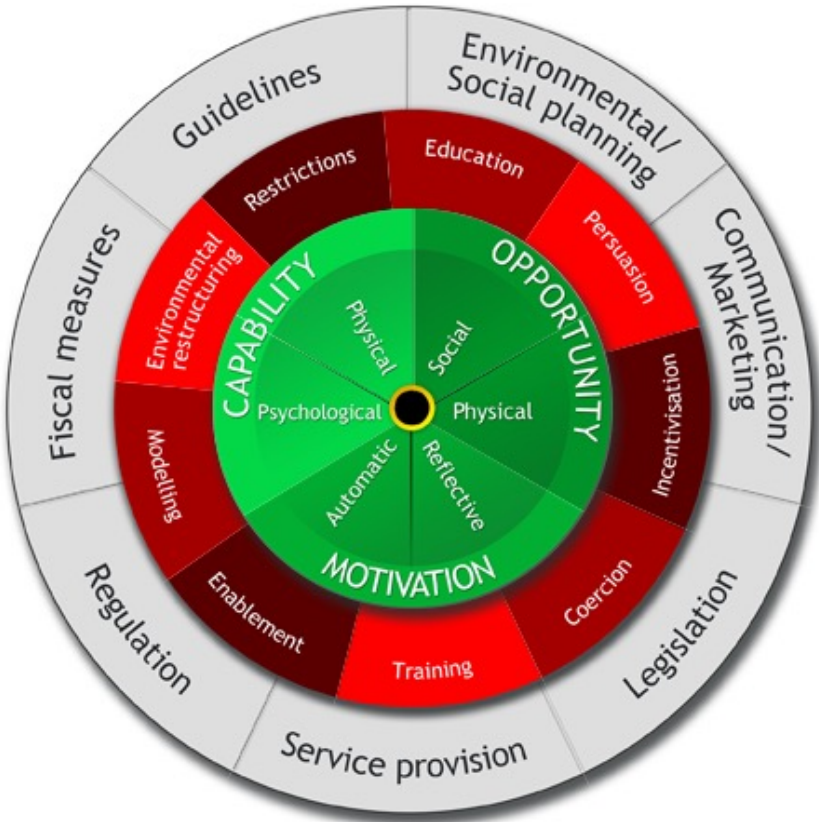 Guidelines
Environmental/
Social planning
Communication/
Marketing
Legislation
Service provision
Regulation
Fiscal measures
Restrictions
Education
Persuasion
Incentivisation
Coercion
Training
Enablement
Modelling
Environmental
restructuring
CAPABILITY
OPPORTUNITY
MOTIVATION
Physical
Social
Physical
Reflective
Automatic
Psychological